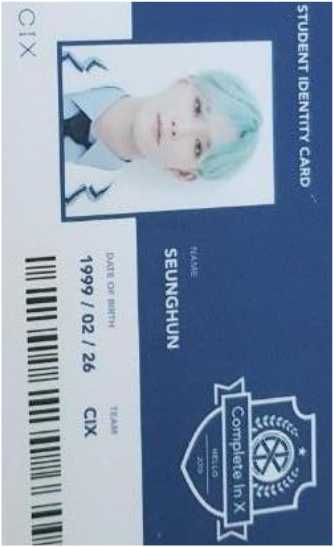 STUDENT IDENTITY CARD
NAME
SEUNGHUN
DATE OF BIRTH
1999 / 02 / 26
TEAM
CIX
Complete In X
HELLO
2019
CIX